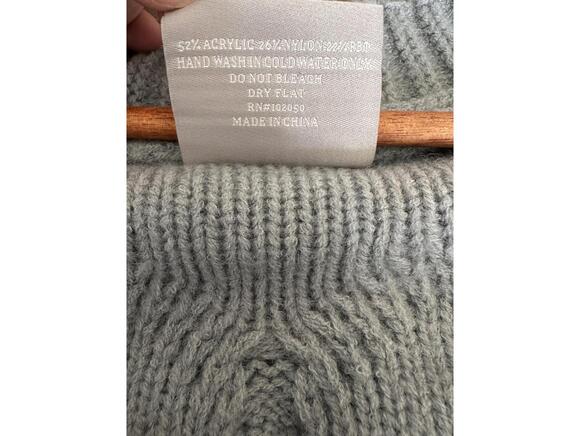 52% ACRYLIC 26% NYLON 22% PBT
HAND WASH IN COLD WATER ONLY
DO NOT BLEACH
DRY FLAT
RN#102050
MADE IN CHINA